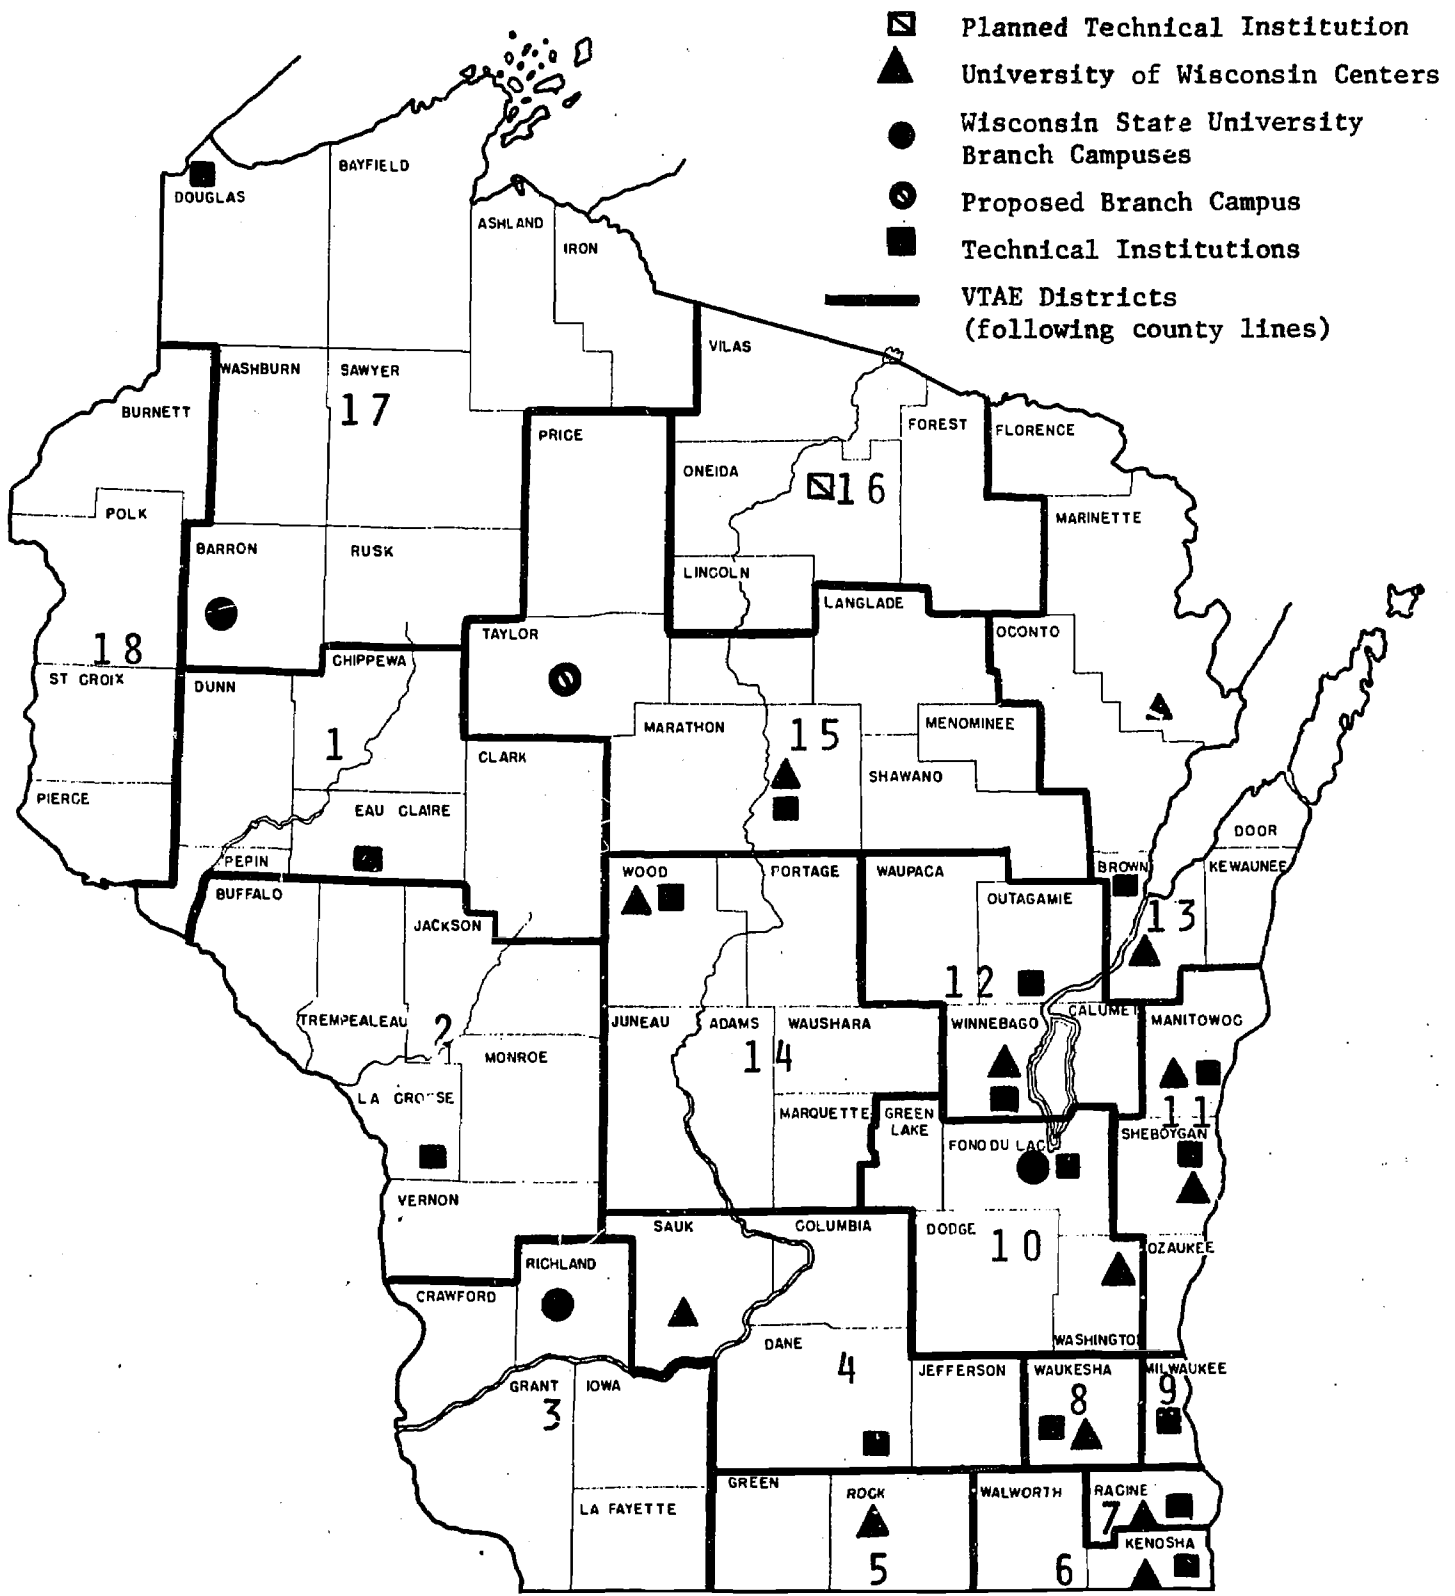 Planned Technical Institution
University of Wisconsin Centers
Wisconsin State University
Branch Campuses
Proposed Branch Campus
Technical Institutions
VTAE Districts
(following county lines)
BAYFIELD
DOUGLAS
ASHLAND
IRON
VILAS
WASHBURN
SAWYER
17
BURNETT
PRICE
FOREST
FLORENCE
ONEIDA
16
POLK
MARINETTE
BARRON
RUSK
LINCOLN
LANGLADE
TAYLOR
OCONTO
18
CHIPPEWA
ST CROIX
DUNN
MARATHON
15
MENOMINEE
1
CLARK
SHAWANO
PIERCE
EAU CLAIRE
DOOR
PEPIN
WOOD
PORTAGE
WAUPACA
BROWN
KEWAUNEE
BUFFALO
OUTAGAMIE
JACKSON
13
12
TREMPEALEAU
2
JUNEAU
ADAMS
WAUSHARA
WINNEBAGO
CALUMET
MANITOWOC
MONROE
14
LA CROSSE
MARQUETTE
GREEN
LAKE
11
SHEBOYGAN
FOND DU LAC
VERNON
SAUK
COLUMBIA
DODGE
10
OZAUKEE
RICHLAND
CRAWFORD
DANE
WASHINGTO
4
JEFFERSON
WAUKESHA
MILWAUKEE
GRANT
IOWA
3
8
9
GREEN
ROCK
WALWORTH
RACINE
LA FAYETTE
7
KENOSHA
5
6